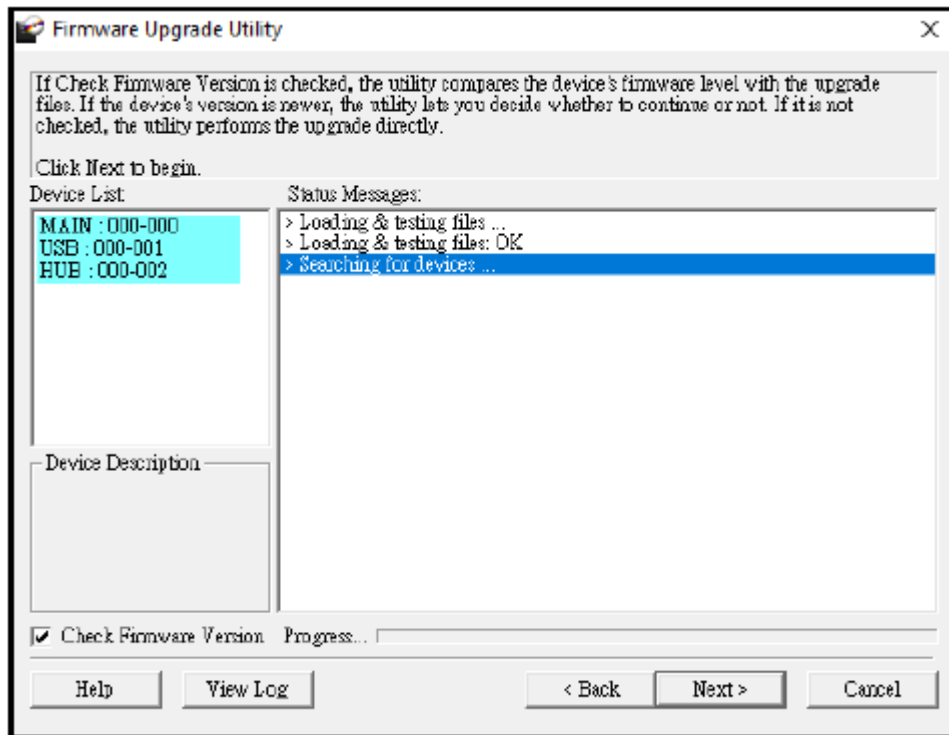 Firmware Upgrade Utility
If Check Firmware Version is checked, the utility compares the device's firmware level with the upgrade
files. If the device's version is newer, the utility lets you decide whether to continue or not. If it is not
checked, the utility performs the upgrade directly.
Click Next to begin.
Device List:
MAIN : 000-000
USB : 000-001
HUB : 000-002
Status Messages:
> Loading & testing files ...
> Loading & testing files: OK
> Searching for devices ...
Device Description
Check Firmware Version Progress...
Help View Log < Back Next > Cancel